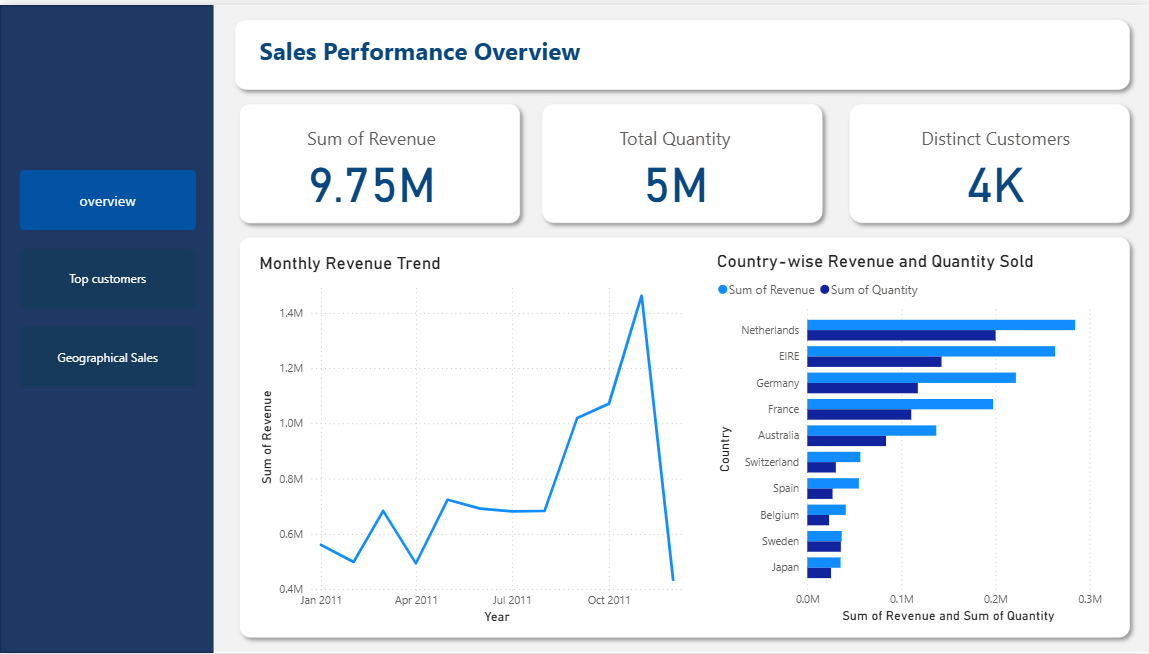 Sales Performance Overview
overview
Top customers
Geographical Sales
Sum of Revenue
9.75M
Total Quantity
5M
Distinct Customers
4K
Monthly Revenue Trend
Sum of Revenue
1.4M
1.2M
1.0M
0.8M
0.6M
0.4M
Jan 2011 Apr 2011 Jul 2011 Oct 2011
Year
Country-wise Revenue and Quantity Sold
Sum of Revenue Sum of Quantity
Country
Netherlands
EIRE
Germany
France
Australia
Switzerland
Spain
Belgium
Sweden
Japan
0.0M 0.1M 0.2M 0.3M
Sum of Revenue and Sum of Quantity